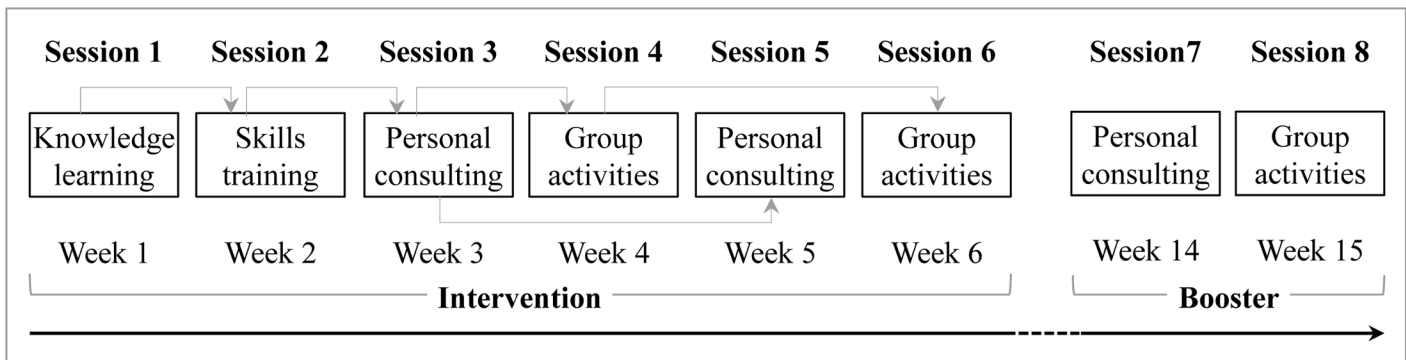 Session 1 Session 2 Session 3 Session 4 Session 5 Session 6 Session7 Session 8
Knowledge Skills Personal Group Personal Group Personal Group
learning training consulting activities consulting activities consulting activities
Week 1 Week 2 Week 3 Week 4 Week 5 Week 6 Week 14 Week 15
Intervention Booster